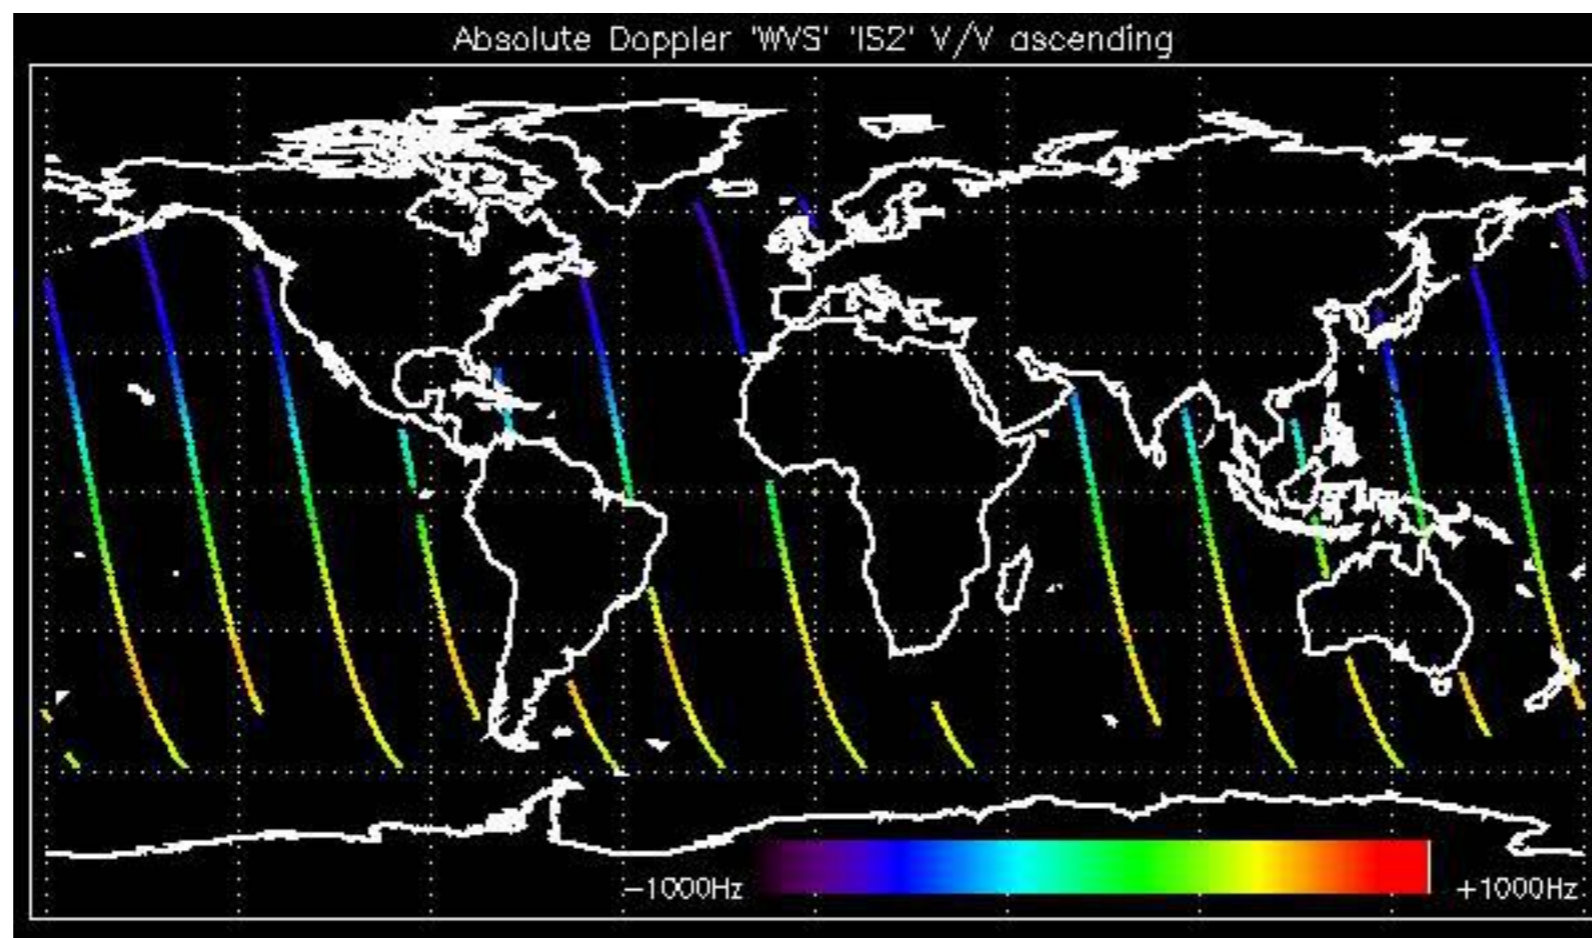 Absolute Doppler 'WVS' 'IS2' V/V ascending
-1000Hz +1000Hz